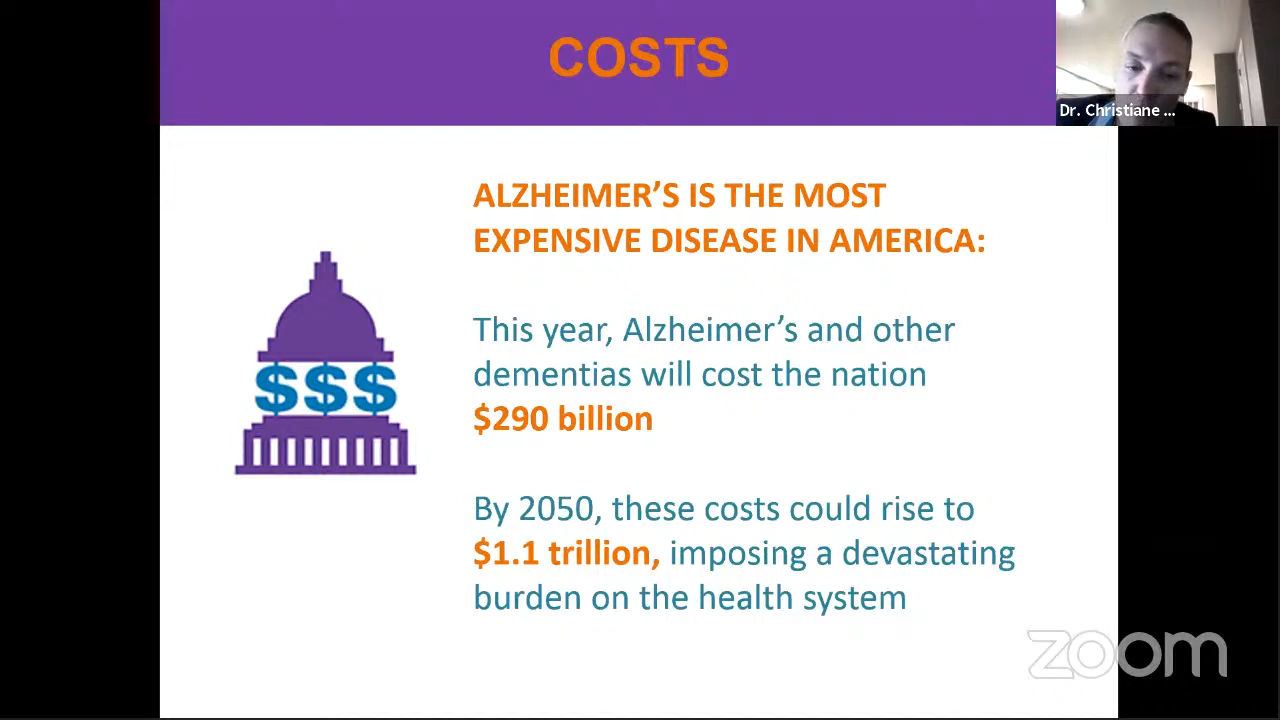 COSTS
Dr. Christiane ...
ALZHEIMER'S IS THE MOST
EXPENSIVE DISEASE IN AMERICA:
This year, Alzheimer's and other
dementias will cost the nation
$290 billion
$$$
By 2050, these costs could rise to
$1.1 trillion, imposing a devastating
burden on the health system
zoom